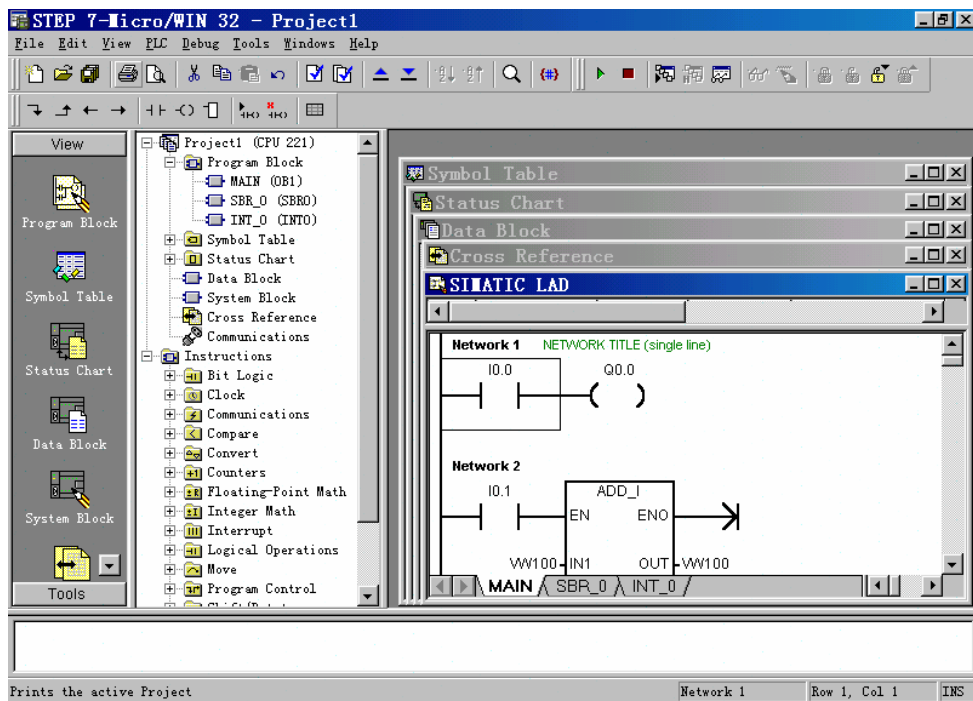 STEP 7-Micro/WIN 32 - Project1
File Edit View PLC Debug Tools Windows Help
View
Program Block
Symbol Table
Status Chart
Data Block
System Block
Tools
Project1 (CPU 221)
Program Block
MAIN (OB1)
SBR_0 (SBR0)
INT_0 (INT0)
Symbol Table
Status Chart
Data Block
System Block
Cross Reference
Communications
Instructions
Bit Logic
Clock
Communications
Compare
Convert
Counters
Floating-Point Math
Integer Math
Interrupt
Logical Operations
Move
Program Control
Symbol Table
Status Chart
Data Block
Cross Reference
SIMATIC LAD
Network 1 NETWORK TITLE (single line)
I0.0 Q0.0
Network 2
I0.1 ADD_I
EN ENO
VW100 IN1 OUT VW100
MAIN SBR_0 INT_0
Prints the active Project Network 1 Row 1, Col 1 INS